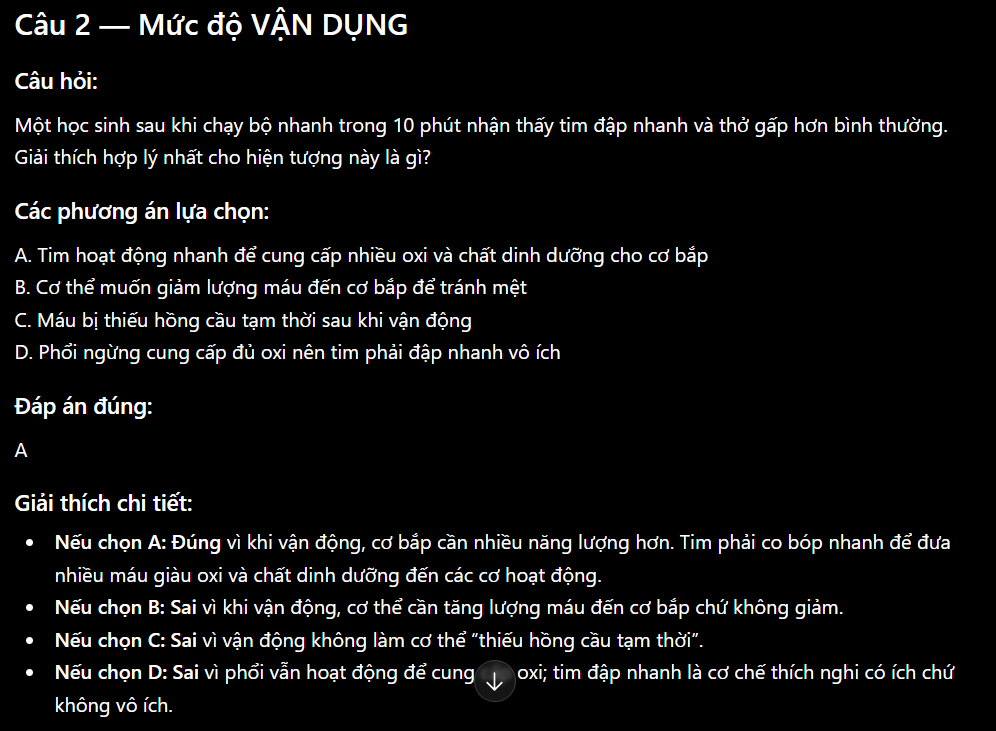 Câu 2 — Mức độ VẬN DỤNG
Câu hỏi:
Một học sinh sau khi chạy bộ nhanh trong 10 phút nhận thấy tim đập nhanh và thở gấp hơn bình thường.
Giải thích hợp lý nhất cho hiện tượng này là gì?
Các phương án lựa chọn:
A. Tim hoạt động nhanh để cung cấp nhiều oxi và chất dinh dưỡng cho cơ bắp
B. Cơ thể muốn giảm lượng máu đến cơ bắp để tránh mệt
C. Máu bị thiếu hồng cầu tạm thời sau khi vận động
D. Phổi ngừng cung cấp đủ oxi nên tim phải đập nhanh vô ích
Đáp án đúng:
A
Giải thích chi tiết:
Nếu chọn A: Đúng vì khi vận động, cơ bắp cần nhiều năng lượng hơn. Tim phải co bóp nhanh để đưa
nhiều máu giàu oxi và chất dinh dưỡng đến các cơ hoạt động.
Nếu chọn B: Sai vì khi vận động, cơ thể cần tăng lượng máu đến cơ bắp chứ không giảm.
Nếu chọn C: Sai vì vận động không làm cơ thể “thiếu hồng cầu tạm thời”.
Nếu chọn D: Sai vì phổi vẫn hoạt động để cung oxi; tim đập nhanh là cơ chế thích nghi có ích chứ
không vô ích.